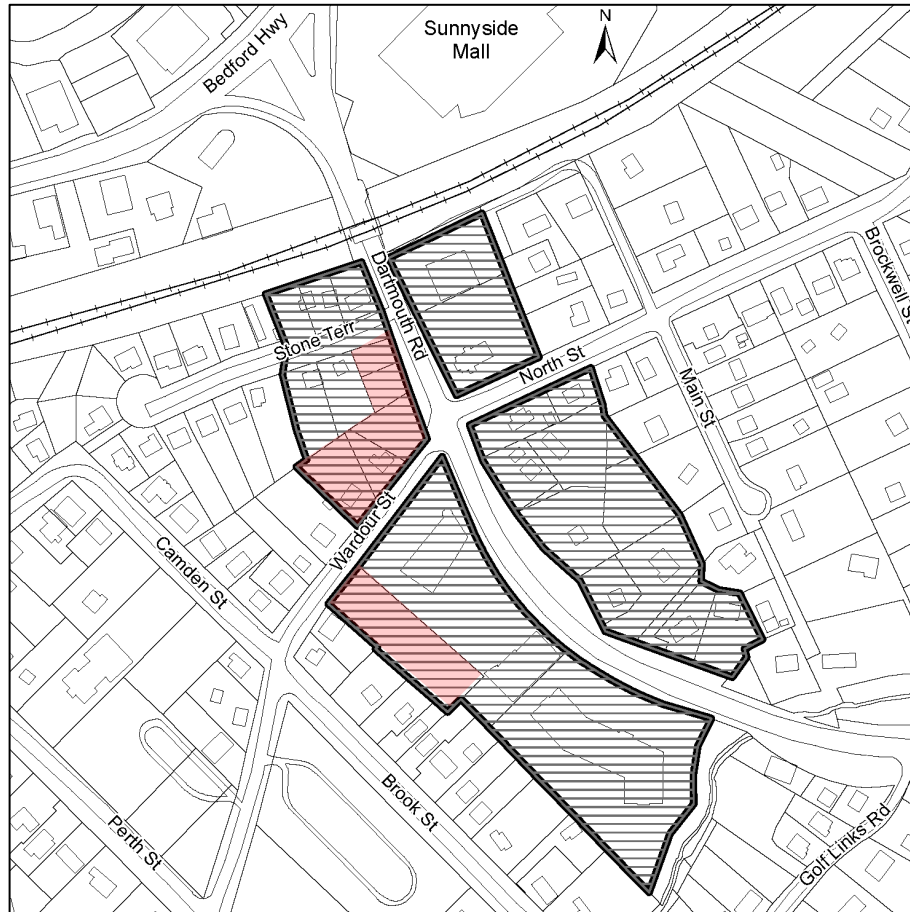 Bedford Hwy
Sunnyside
Mall
N
Dartmouth Rd
Stone Terr
North St
Main St
Brockwell St
Wardour St
Camden St
Brook St
Perth St
Golf Links Rd